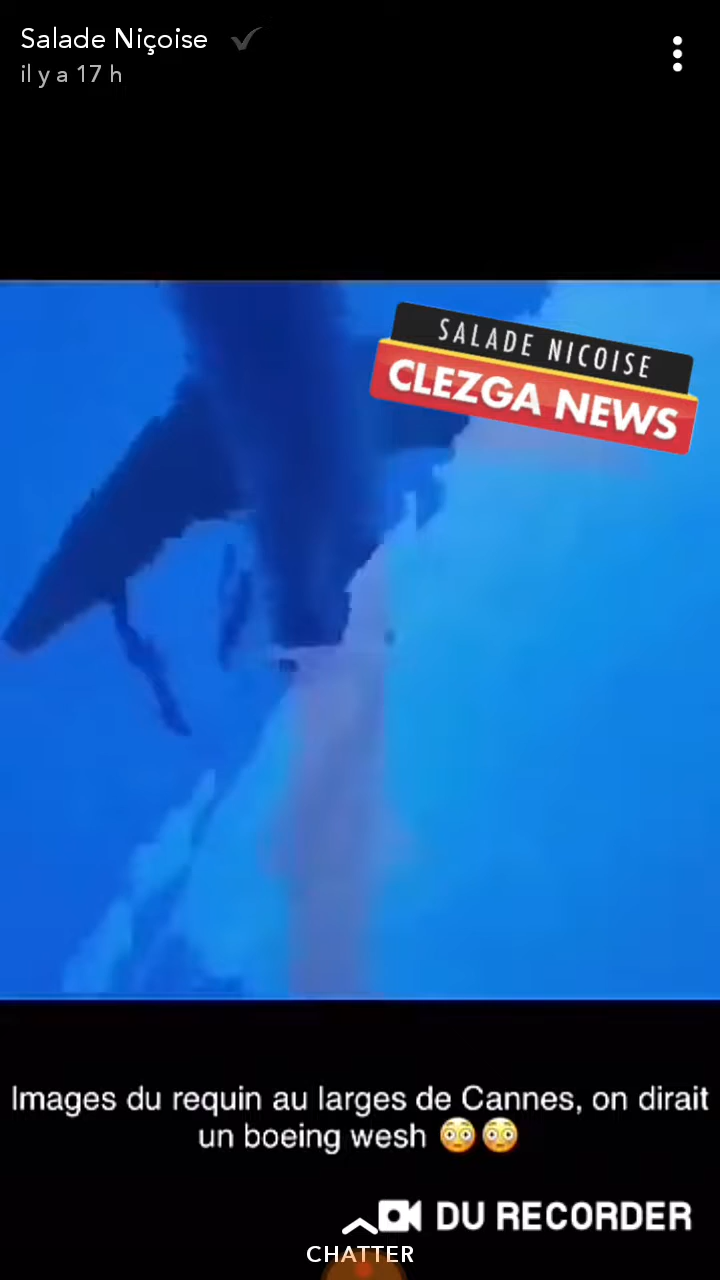 Salade Niçoise
il y a 17 h
SALADE NICOISE
CLEZGA NEWS
Images du requin au larges de Cannes, on dirait
un boeing wesh 😳😳
DU RECORDER
CHATTER